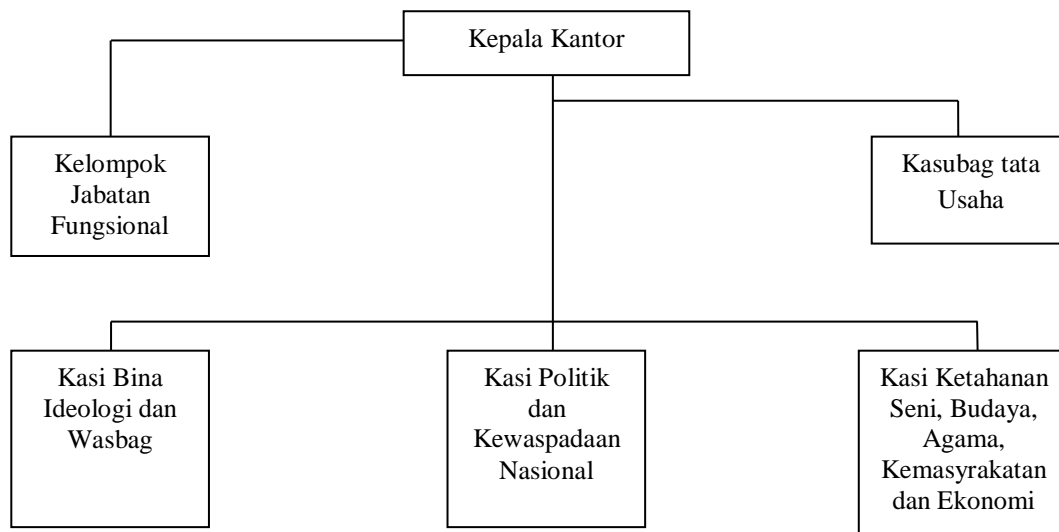 Kepala Kantor
Kelompok
Jabatan
Fungsional
Kasubag tata
Usaha
Kasi Bina
Ideologi dan
Wasbag
Kasi Politik
dan
Kewaspadaan
Nasional
Kasi Ketahanan
Seni, Budaya,
Agama,
Kemasyrakatan
dan Ekonomi